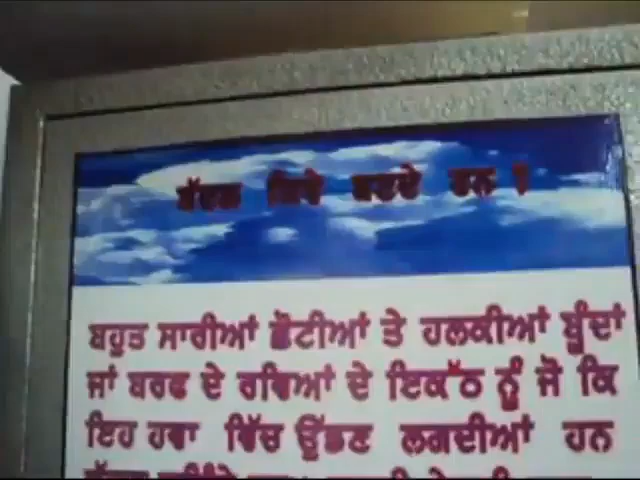 ਬੱਦਲ ਕਿਵੇਂ ਬਣਦੇ ਹਨ ?
ਬਹੁਤ ਸਾਰੀਆਂ ਛੋਟੀਆਂ ਤੇ ਹਲਕੀਆਂ ਬੂੰਦਾਂ
ਜਾਂ ਬਰਫ ਦੇ ਰਵਿਆਂ ਦੇ ਇਕੱਠ ਨੂੰ ਜੋ ਕਿ
ਇਹ ਹਵਾ ਵਿੱਚ ਉੱਡਣ ਲਗਦੀਆਂ ਹਨ